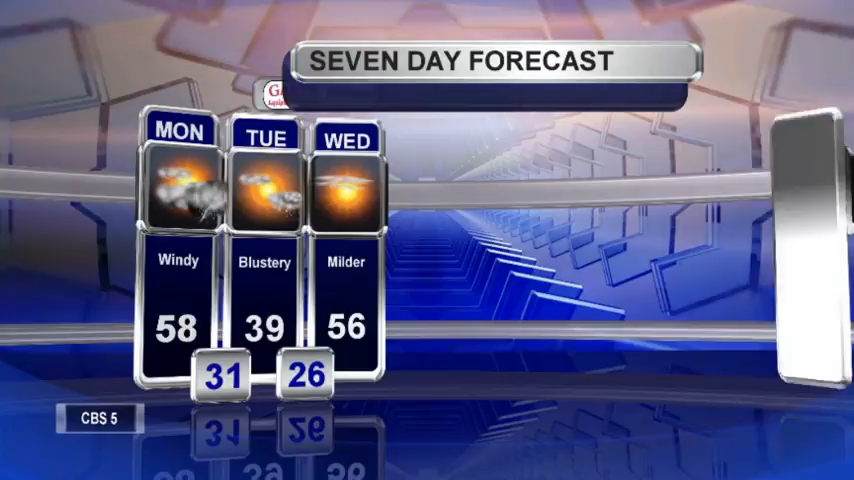 SEVEN DAY FORECAST
MON
TUE
WED
Windy
Blustery
Milder
58
39
56
31
26
CBS 5